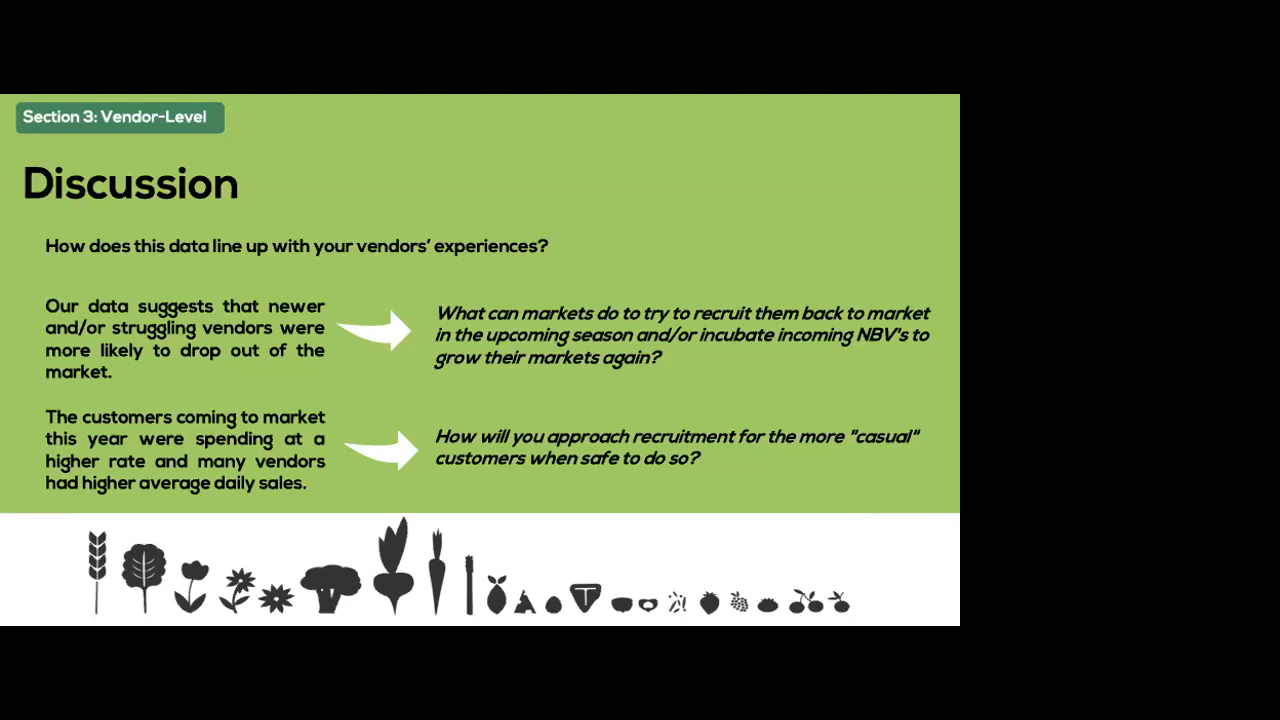 Section 3: Vendor-Level
Discussion
How does this data line up with your vendors' experiences?
Our data suggests that newer
and/or struggling vendors were
more likely to drop out of the
market.
What can markets do to try to recruit them back to market
in the upcoming season and/or incubate incoming NBV's to
grow their markets again?
The customers coming to market
this year were spending at a
higher rate and many vendors
had higher average daily sales.
How will you approach recruitment for the more "casual"
customers when safe to do so?